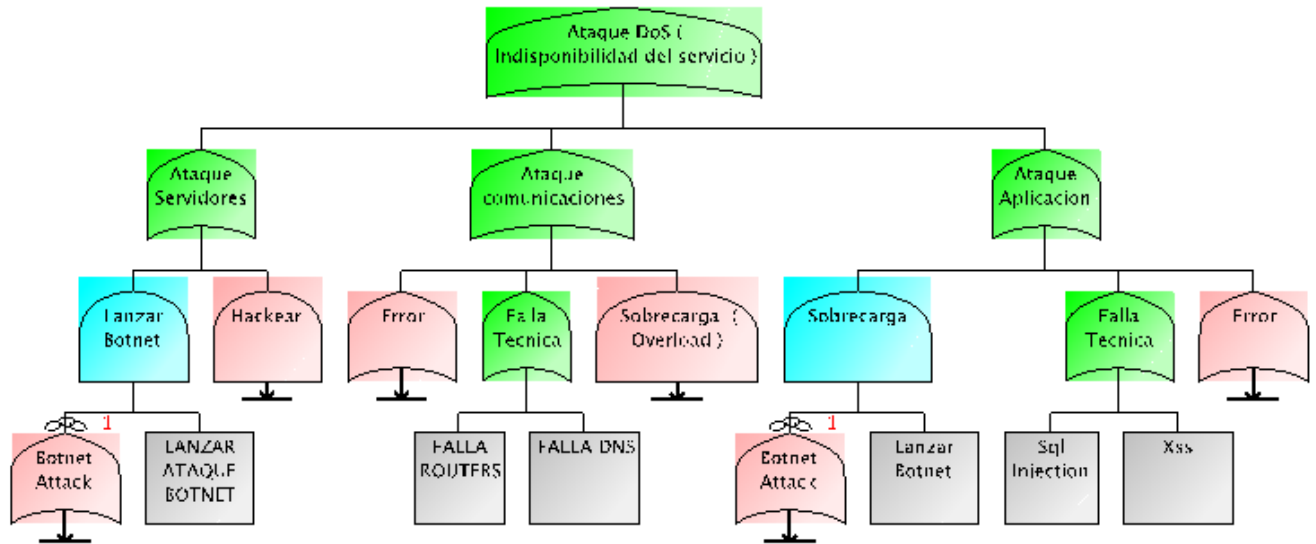 Ataque DoS (
Indisponibilidad del servicio )
Ataque
Servidores
Ataque
comunicaciones
Ataque
Aplicacion
Lanzar
Botnet
Hackear
Error
Falla
Tecnica
Sobrecarga (
Overload )
Sobrecarga
Falla
Tecnica
Error
1
Botnet
Attack
LANZAR
ATAQUE
BOTNET
FALLA
ROUTERS
FALLA DNS
1
Botnet
Attack
Lanzar
Botnet
Sql
Injection
Xss